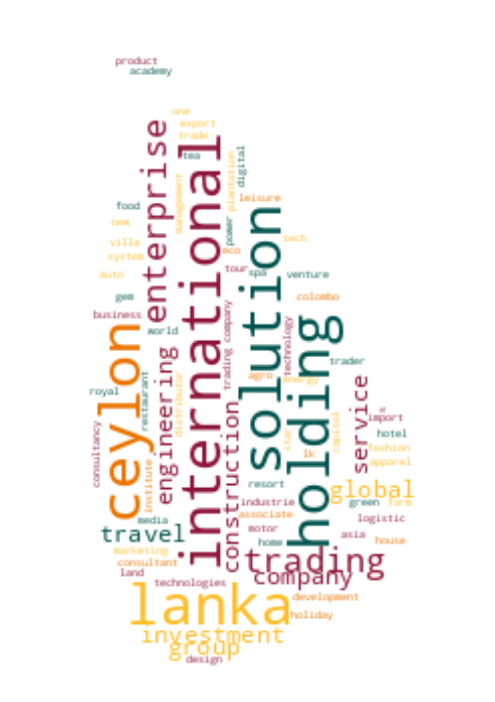 product
academy
one
export
trade
enterprise
international
tea
digital
management
plantation
leisure
food
solution
new
power
villa
eco
tech
system
auto
tour
spa
venture
gem
colombo
business
trading company
holding
world
technology
ceylon
engineering
trader
restaurant
distributor
agro
energy
service
royal
construction
star
capital
import
consultancy
hotel
lk
fashion
institute
apparel
resort
global
industrie
green
farm
media
associate
logistic
travel
motor
home
asia
house
marketing
trading
consultant
company
land
technologies
lanka
development
holiday
investment
group
design